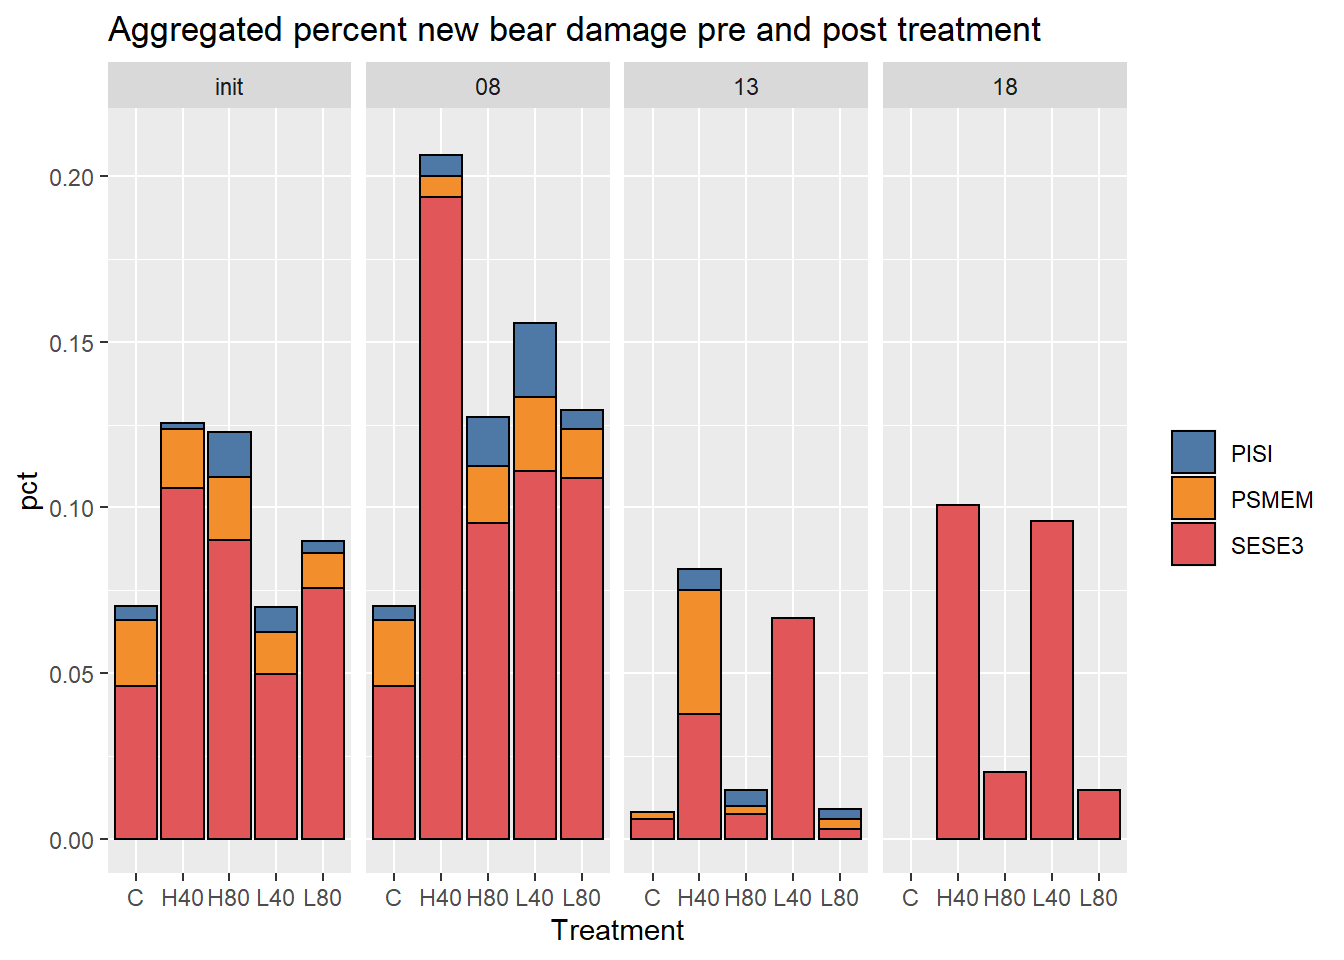 Aggregated percent new bear damage pre and post treatment
init 08 13 18
0.20
0.15
0.10
0.05
0.00
pct
C H40 H80 L40 L80 C H40 H80 L40 L80 C H40 H80 L40 L80 C H40 H80 L40 L80
Treatment
PISI
PSMEM
SESE3